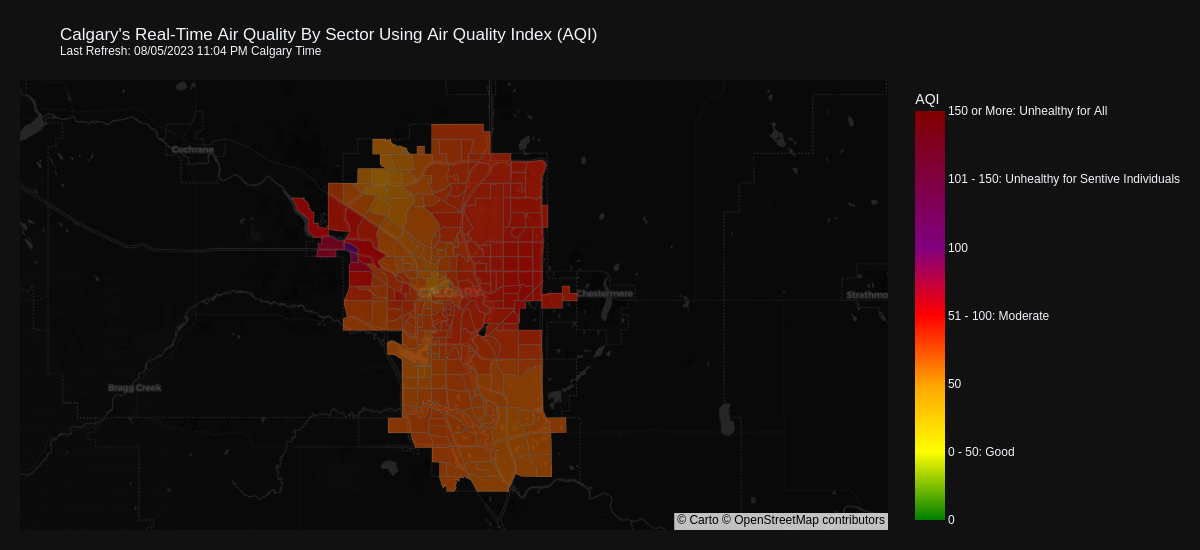 Calgary's Real-Time Air Quality By Sector Using Air Quality Index (AQI)
Last Refresh: 08/05/2023 11:04 PM Calgary Time
AQI
150 or More: Unhealthy for All
Cochrane
101 - 150: Unhealthy for Sentive Individuals
100
CALGARY
Chestermere
Strathmo
51 - 100: Moderate
Bragg Creek
50
0 - 50: Good
0
© Carto © OpenStreetMap contributors